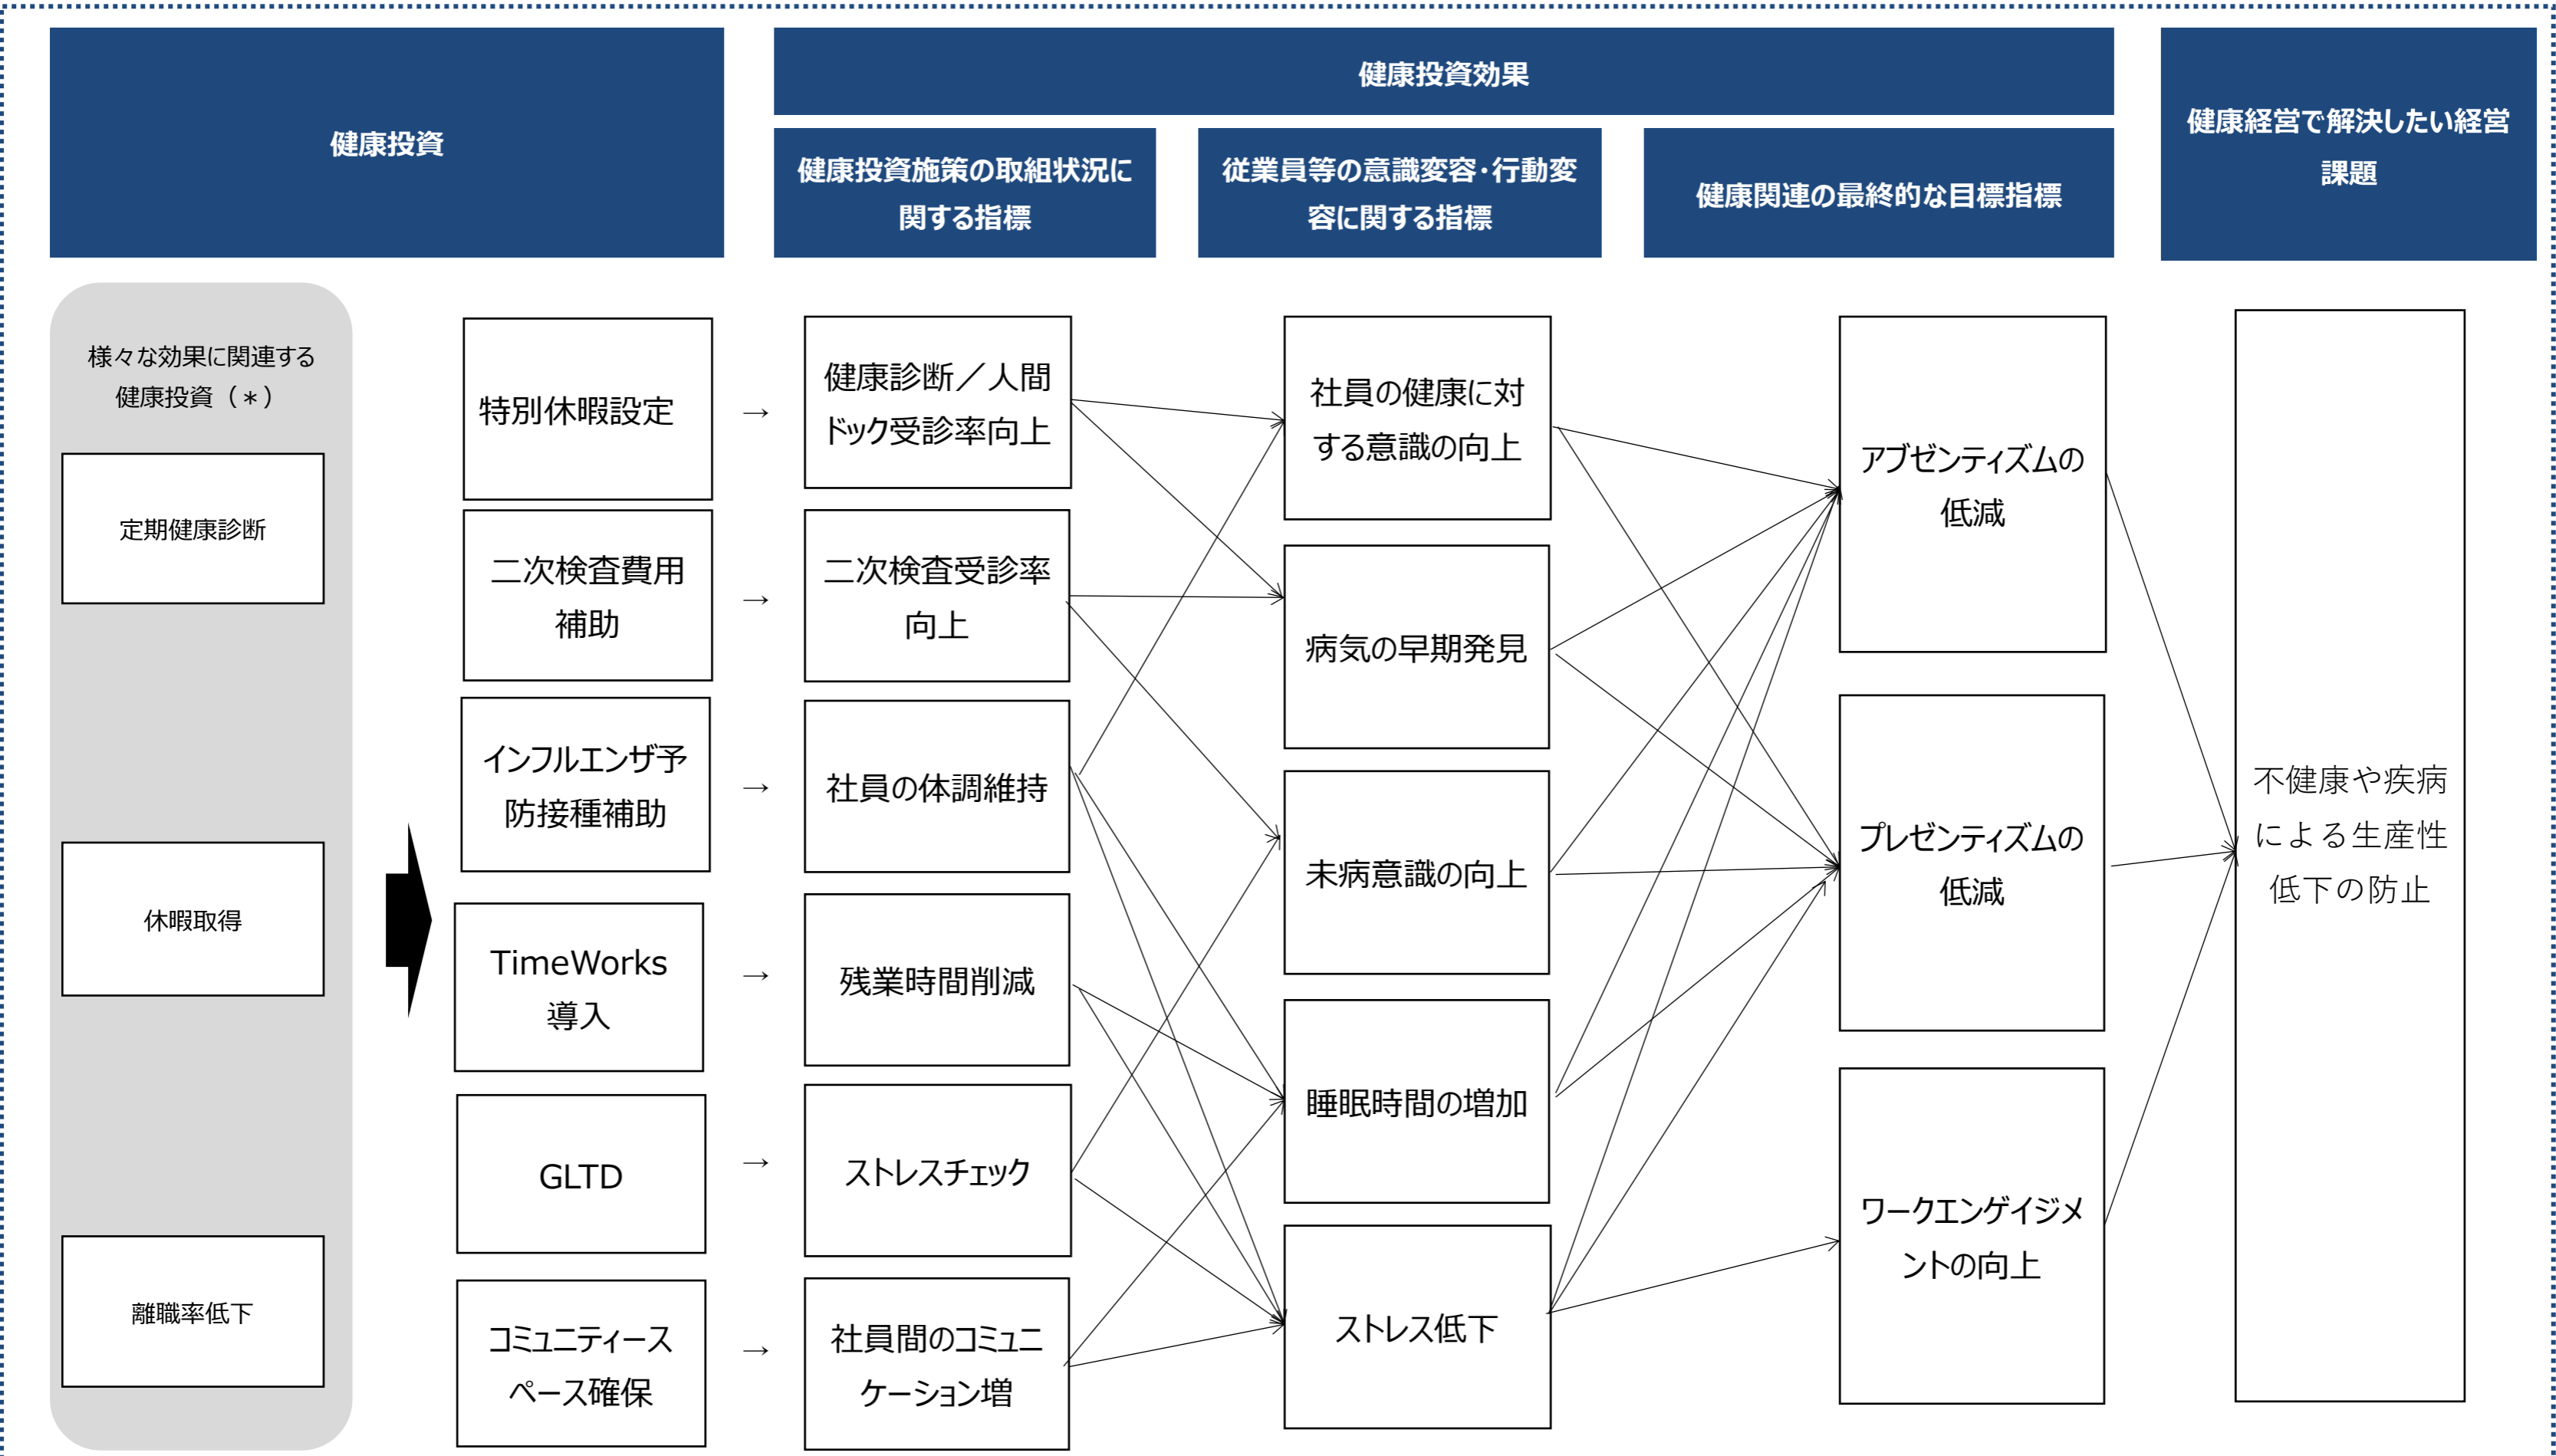 健康投資
健康投資効果
健康投資施策の取組状況に
関する指標
従業員等の意識変容・行動変
容に関する指標
健康関連の最終的な目標指標
健康経営で解決したい経営
課題
様々な効果に関連する
健康投資（＊）
定期健康診断
休暇取得
離職率低下
特別休暇設定
→
健康診断／人間
ドック受診率向上
二次検査費用
補助
→
二次検査受診率
向上
インフルエンザ予
防接種補助
→
社員の体調維持
TimeWorks
導入
→
残業時間削減
GLTD
→
ストレスチェック
コミュニティース
ペース確保
→
社員間のコミュニ
ケーション増
社員の健康に対
する意識の向上
病気の早期発見
未病意識の向上
睡眠時間の増加
ストレス低下
アブゼンティズムの
低減
プレゼンティズムの
低減
ワークエンゲイジメ
ントの向上
不健康や疾病
による生産性
低下の防止